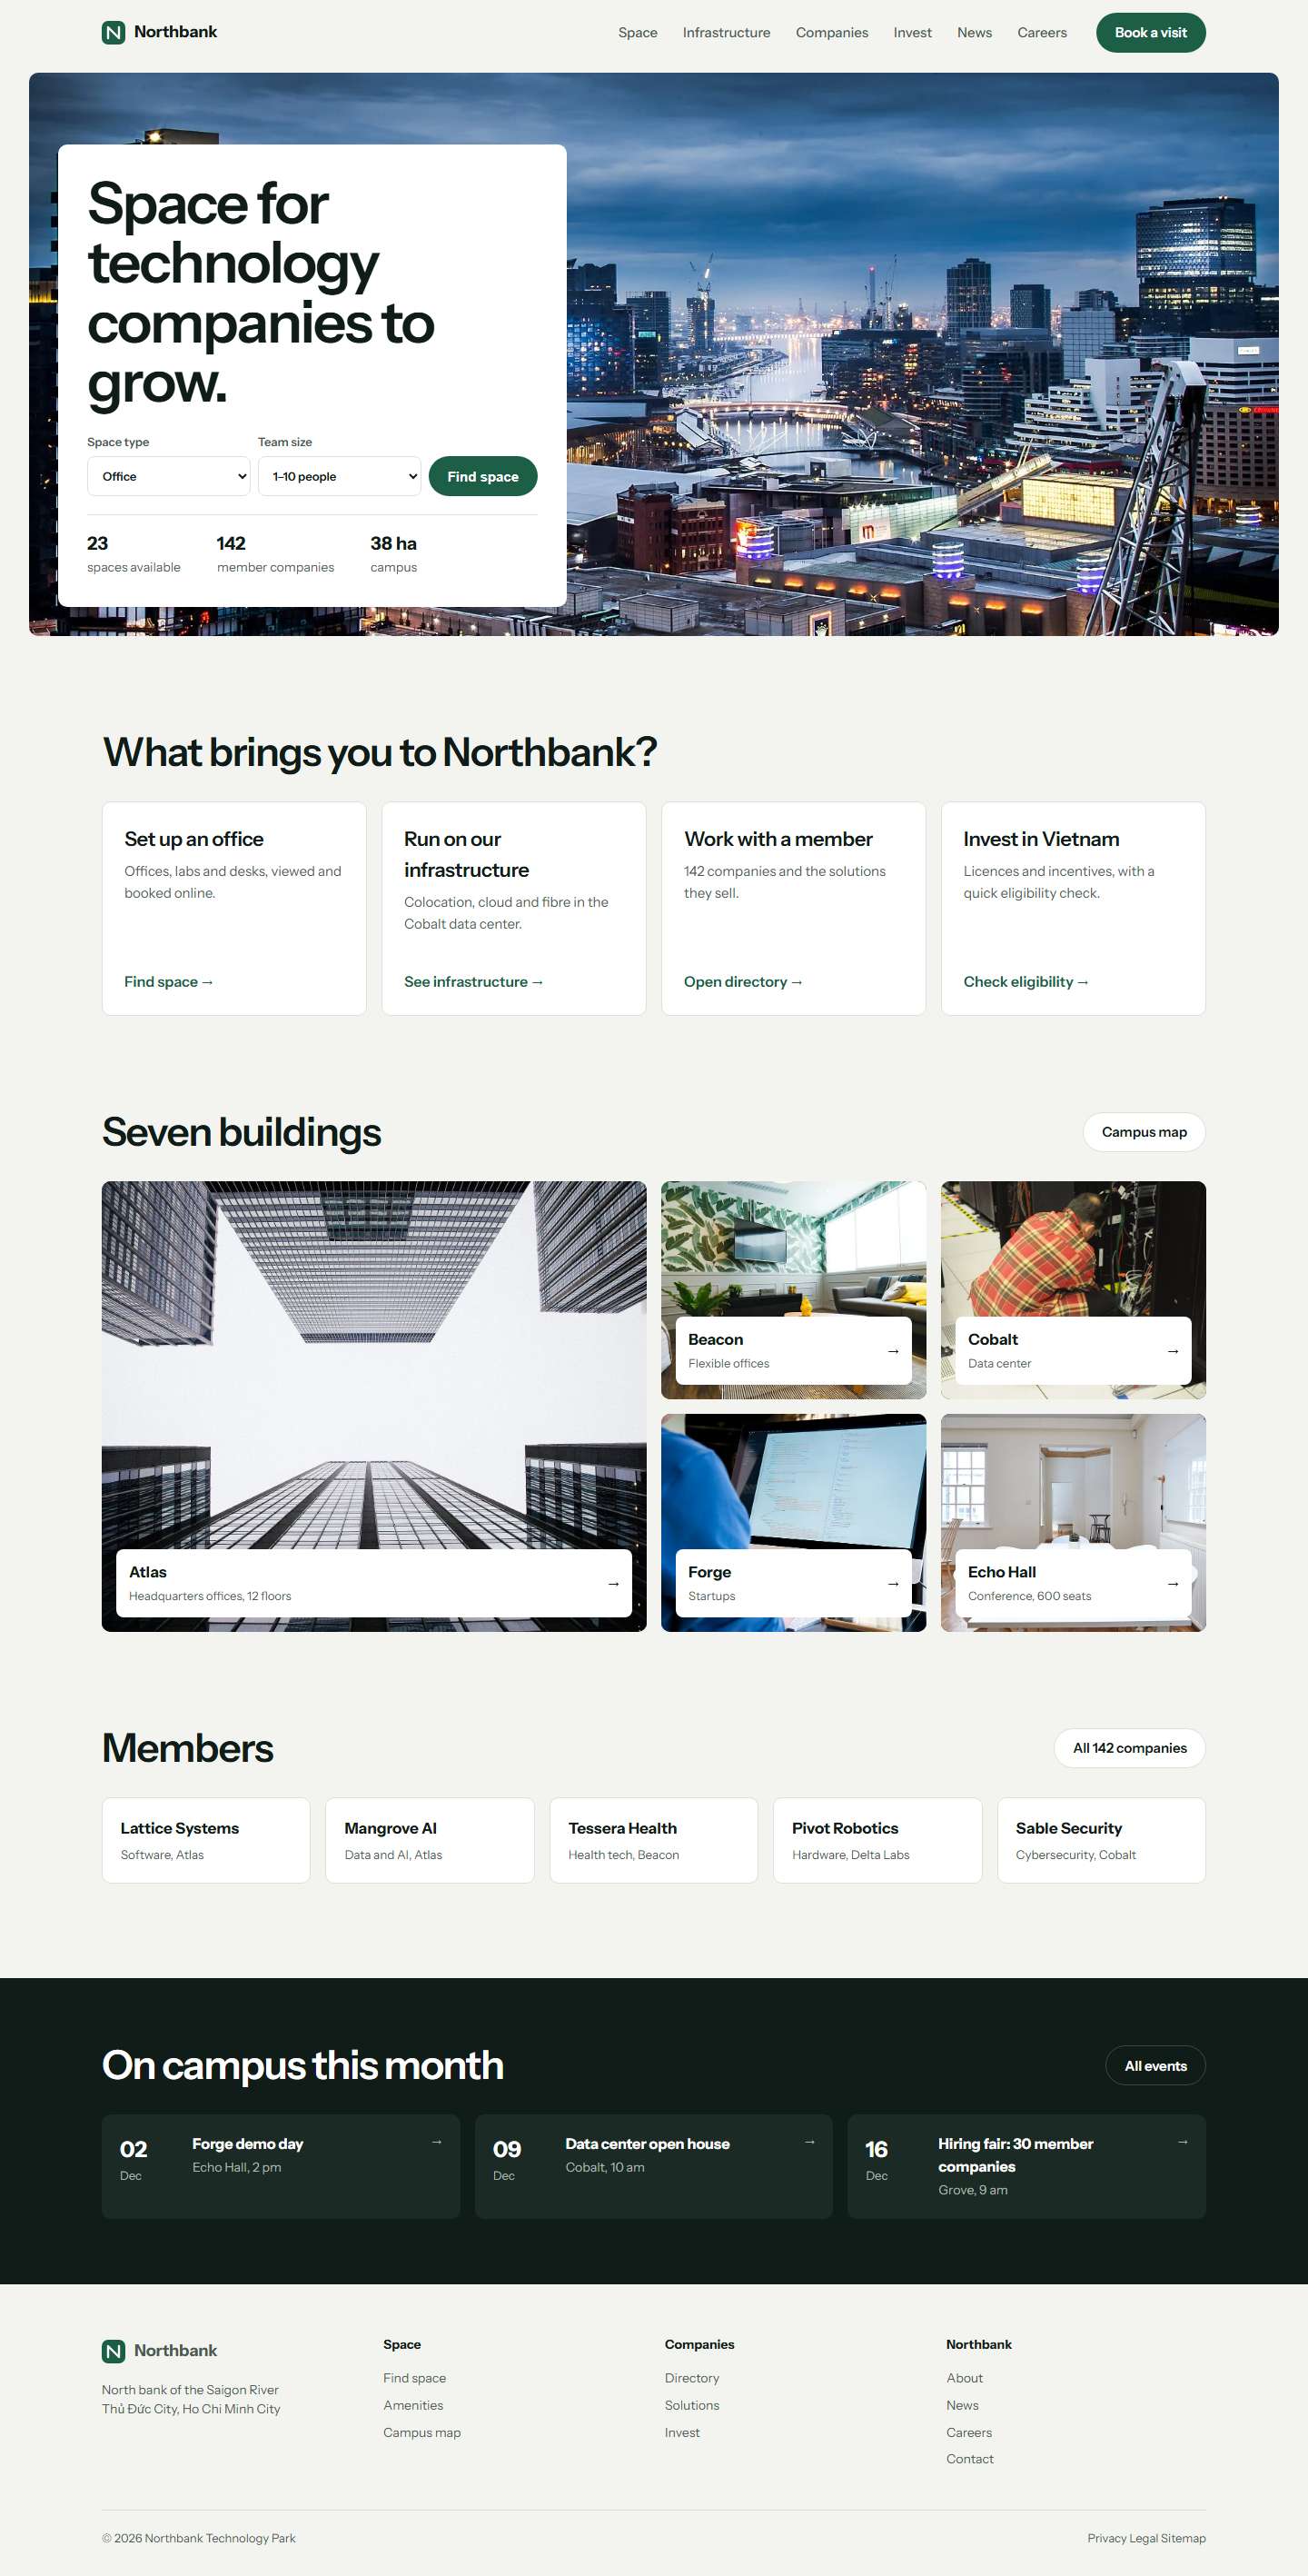 Northbank
Space
Infrastructure
Companies
Invest
News
Careers
Book a visit
Space for
technology
companies to
grow.
Space type
Team size
Office
1–10 people
Find space
23
spaces available
142
member companies
38 ha
campus
What brings you to Northbank?
Set up an office
Offices, labs and desks, viewed and
booked online.
Find space →
Run on our
infrastructure
Colocation, cloud and fibre in the
Cobalt data center.
See infrastructure →
Work with a member
142 companies and the solutions
they sell.
Open directory →
Invest in Vietnam
Licences and incentives, with a
quick eligibility check.
Check eligibility →
Seven buildings
Campus map
Atlas
Headquarters offices, 12 floors
→
Beacon
Flexible offices
→
Cobalt
Data center
→
Forge
Startups
→
Echo Hall
Conference, 600 seats
→
Members
All 142 companies
Lattice Systems
Software, Atlas
Mangrove AI
Data and AI, Atlas
Tessera Health
Health tech, Beacon
Pivot Robotics
Hardware, Delta Labs
Sable Security
Cybersecurity, Cobalt
On campus this month
All events
02
Dec
Forge demo day
Echo Hall, 2 pm
→
09
Dec
Data center open house
Cobalt, 10 am
→
16
Dec
Hiring fair: 30 member
companies
Grove, 9 am
→
Northbank
North bank of the Saigon River
Thủ Đức City, Ho Chi Minh City
Space
Find space
Amenities
Campus map
Companies
Directory
Solutions
Invest
Northbank
About
News
Careers
Contact
© 2026 Northbank Technology Park
Privacy Legal Sitemap